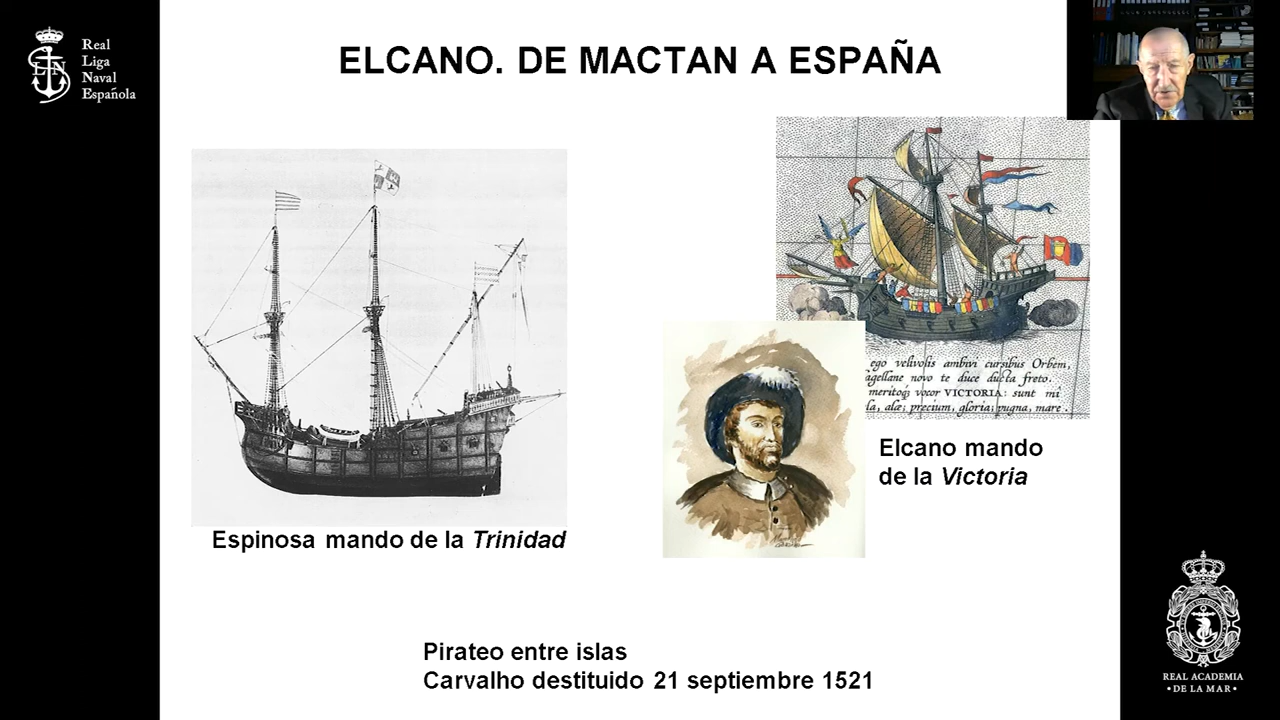 Real
Liga
Naval
Española
ELCANO. DE MACTAN A ESPAÑA
ego velivolis ambivi cursibus Orbem,
agellane novo te duce ducta freto.
meritoq; vocor VICTORIA: sunt mi
la, alæ; precium, gloria; pugna, mare.
Elcano mando
de la Victoria
Espinosa mando de la Trinidad
Pirateo entre islas
Carvalho destituido 21 septiembre 1521
REAL ACADEMIA
•DE LA MAR•